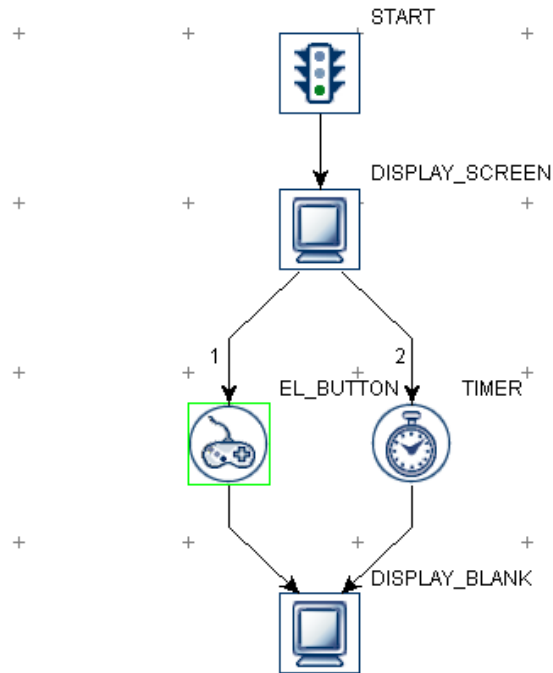 START
DISPLAY_SCREEN
1
2
EL_BUTTON
TIMER
DISPLAY_BLANK